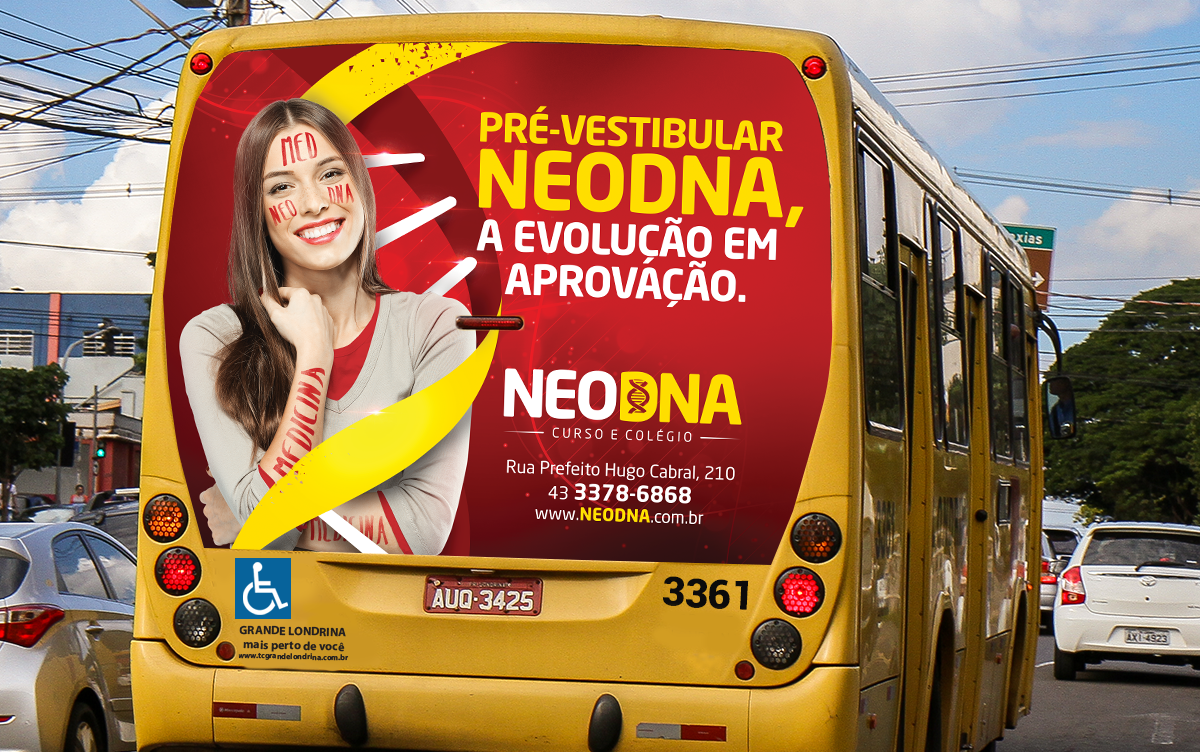 PRÉ-VESTIBULAR
NEODNA,
A EVOLUÇÃO EM
APROVAÇÃO.
MED
NEO DNA
MEDICINA
MEDICINA
NEODNA
CURSO E COLÉGIO
Rua Prefeito Hugo Cabral, 210
43 3378-6868
www.NEODNA.com.br
GRANDE LONDRINA
mais perto de você
www.tcgrandelondrina.com.br
AUQ-3425
3361
axias
AXI-4923